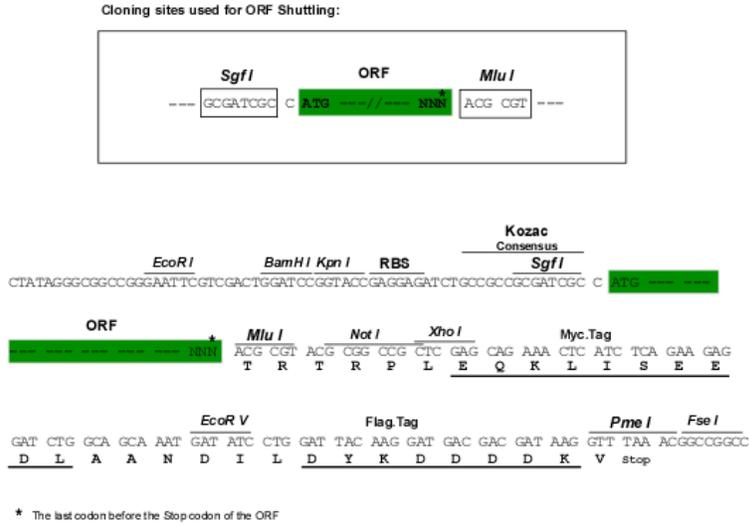 Cloning sites used for ORF Shuttling:
Sgf I ORF Mlu I
--- GCGATCGC C ATG ---//--- NNN* ACG CGT ---
Kozac
Consensus
EcoR I BamH I Kpn I RBS Sgf I
CTATAGGGCGGCCGGGAATTCGTCGACTGGATCCGGTACCGAGGAGATCTGCCGCCGCGATCGC C ATG ---- ---
ORF Mlu I Not I Xho I Myc.Tag
--- --- --- --- --- --- NNN* ACG CGT ACG CGG CCG CTC GAG CAG AAA CTC ATC TCA GAA GAG
T R T R P L E Q K L I S E E
EcoR V Flag.Tag Pme I Fse I
GAT CTG GCA GCA AAT GAT ATC CTG GAT TAC AAG GAT GAC GAC GAT AAG GTT TAA ACGGCCGGCC
D L A A N D I L D Y K D D D D K V Stop
* The last codon before the Stop codon of the ORF